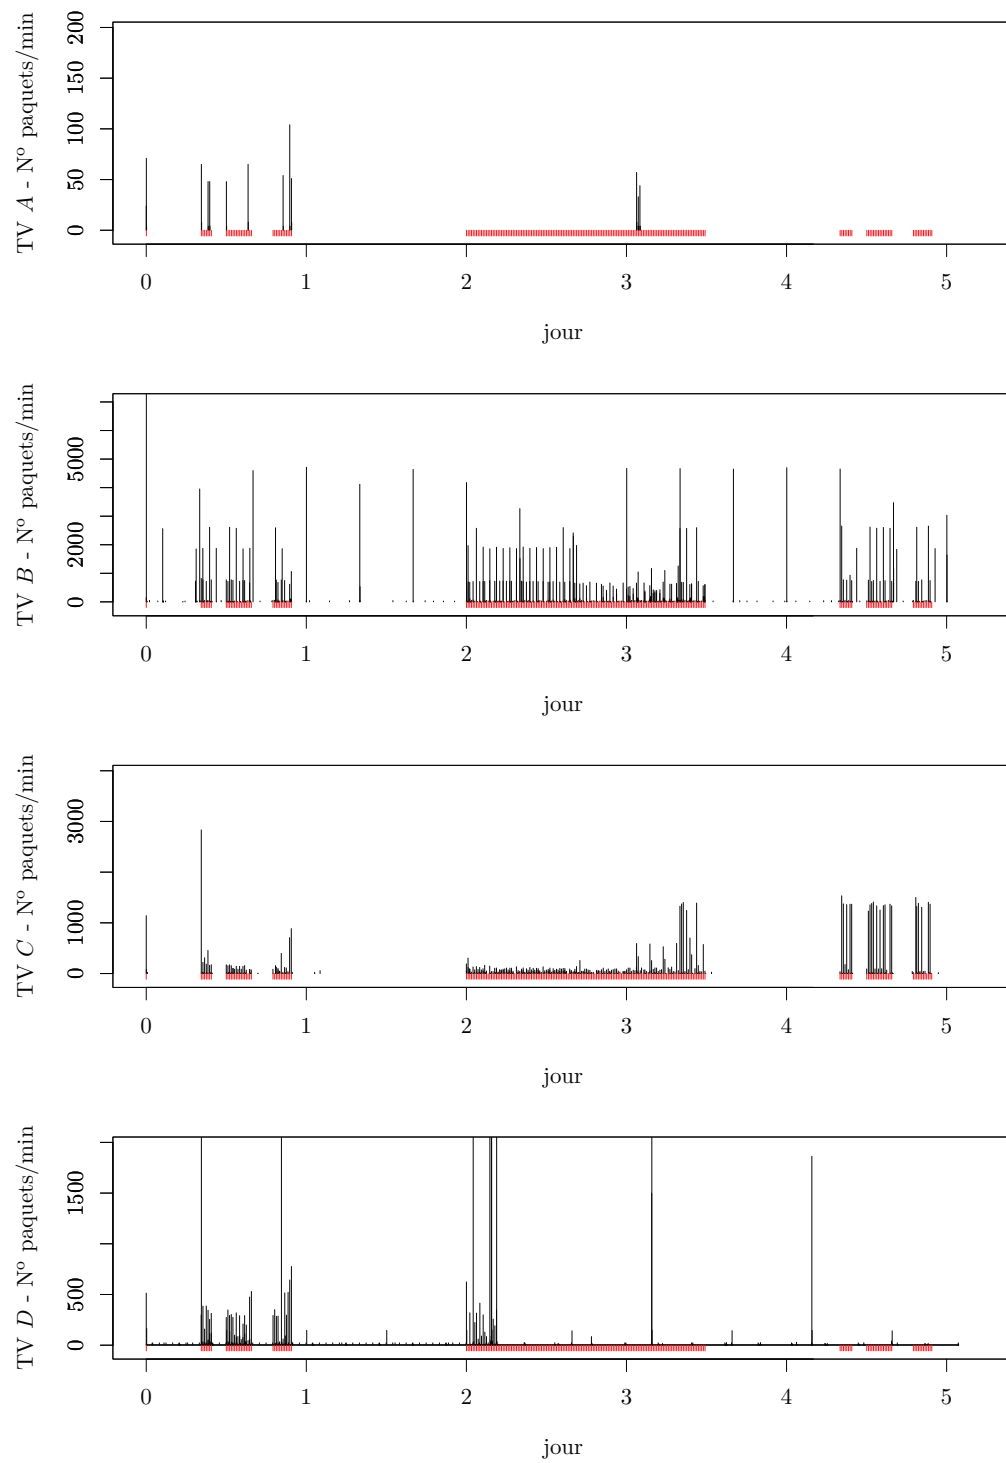 TV A - Nº paquets/min
200
150
100
50
0
0 1 2 3 4 5
jour
TV B - Nº paquets/min
5000
2000
0
0 1 2 3 4 5
jour
TV C - Nº paquets/min
3000
1000
0
0 1 2 3 4 5
jour
TV D - Nº paquets/min
1500
500
0
0 1 2 3 4 5
jour